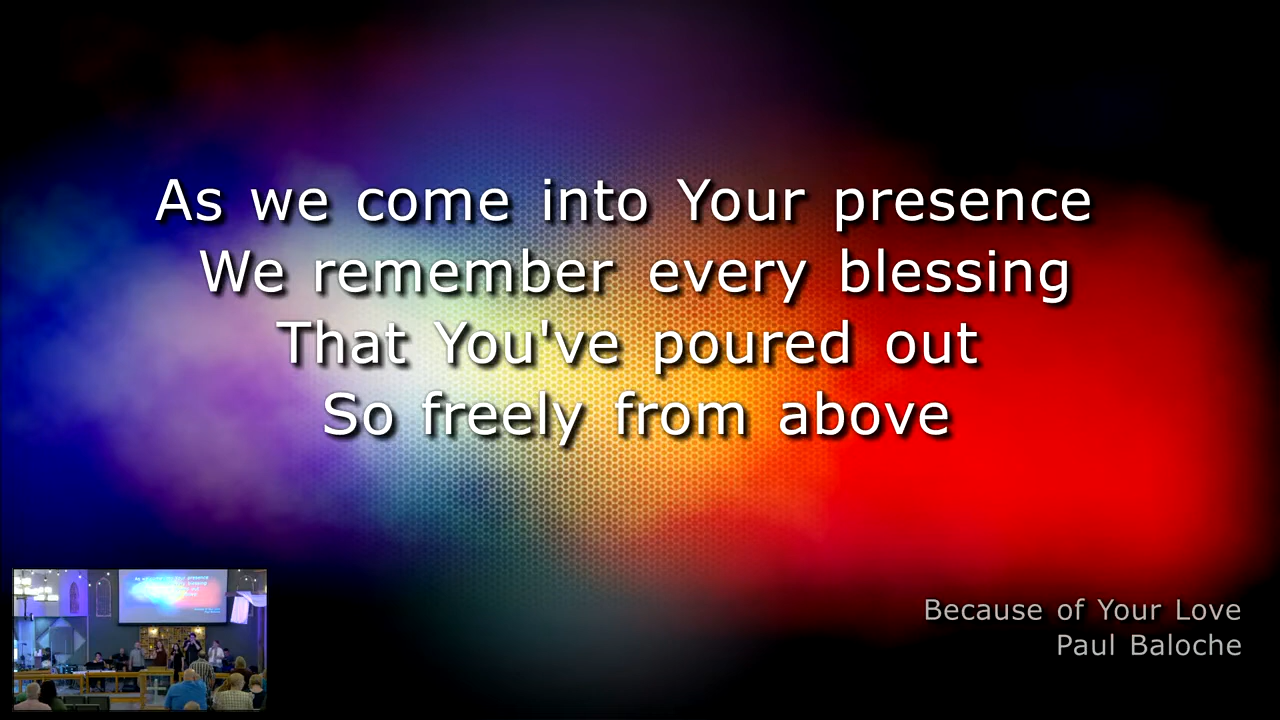 As we come into Your presence
We remember every blessing
That You've poured out
So freely from above
Because of Your Love
Paul Baloche